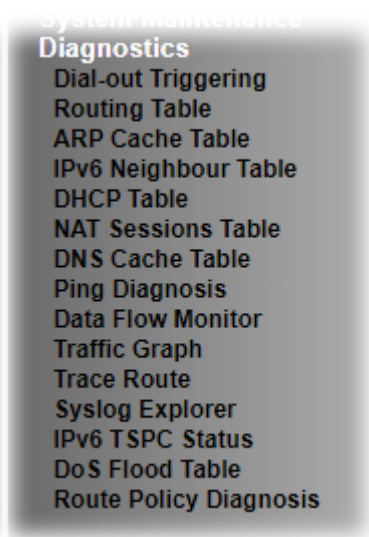 System Maintenance
Diagnostics
Dial-out Triggering
Routing Table
ARP Cache Table
IPv6 Neighbour Table
DHCP Table
NAT Sessions Table
DNS Cache Table
Ping Diagnosis
Data Flow Monitor
Traffic Graph
Trace Route
Syslog Explorer
IPv6 TSPC Status
DoS Flood Table
Route Policy Diagnosis